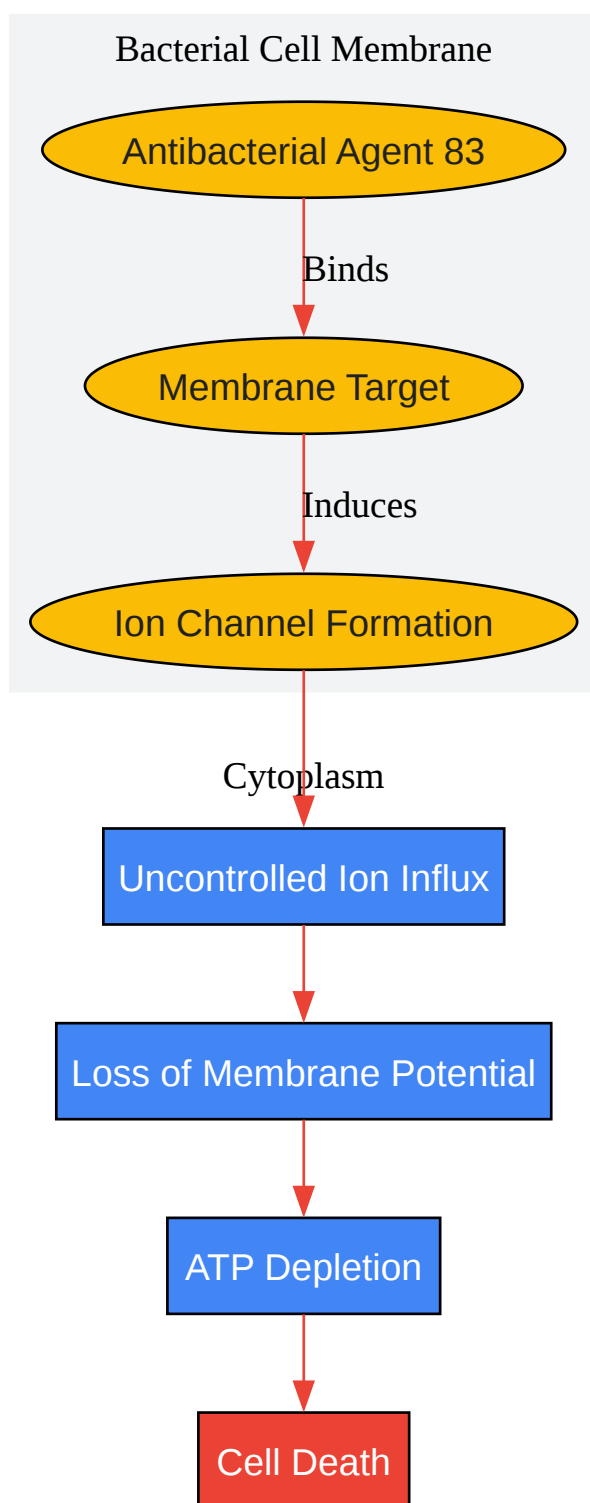 Bacterial Cell Membrane
Antibacterial Agent 83
Binds
Membrane Target
Induces
Ion Channel Formation
Cytoplasm
Uncontrolled Ion Influx
Loss of Membrane Potential
ATP Depletion
Cell Death